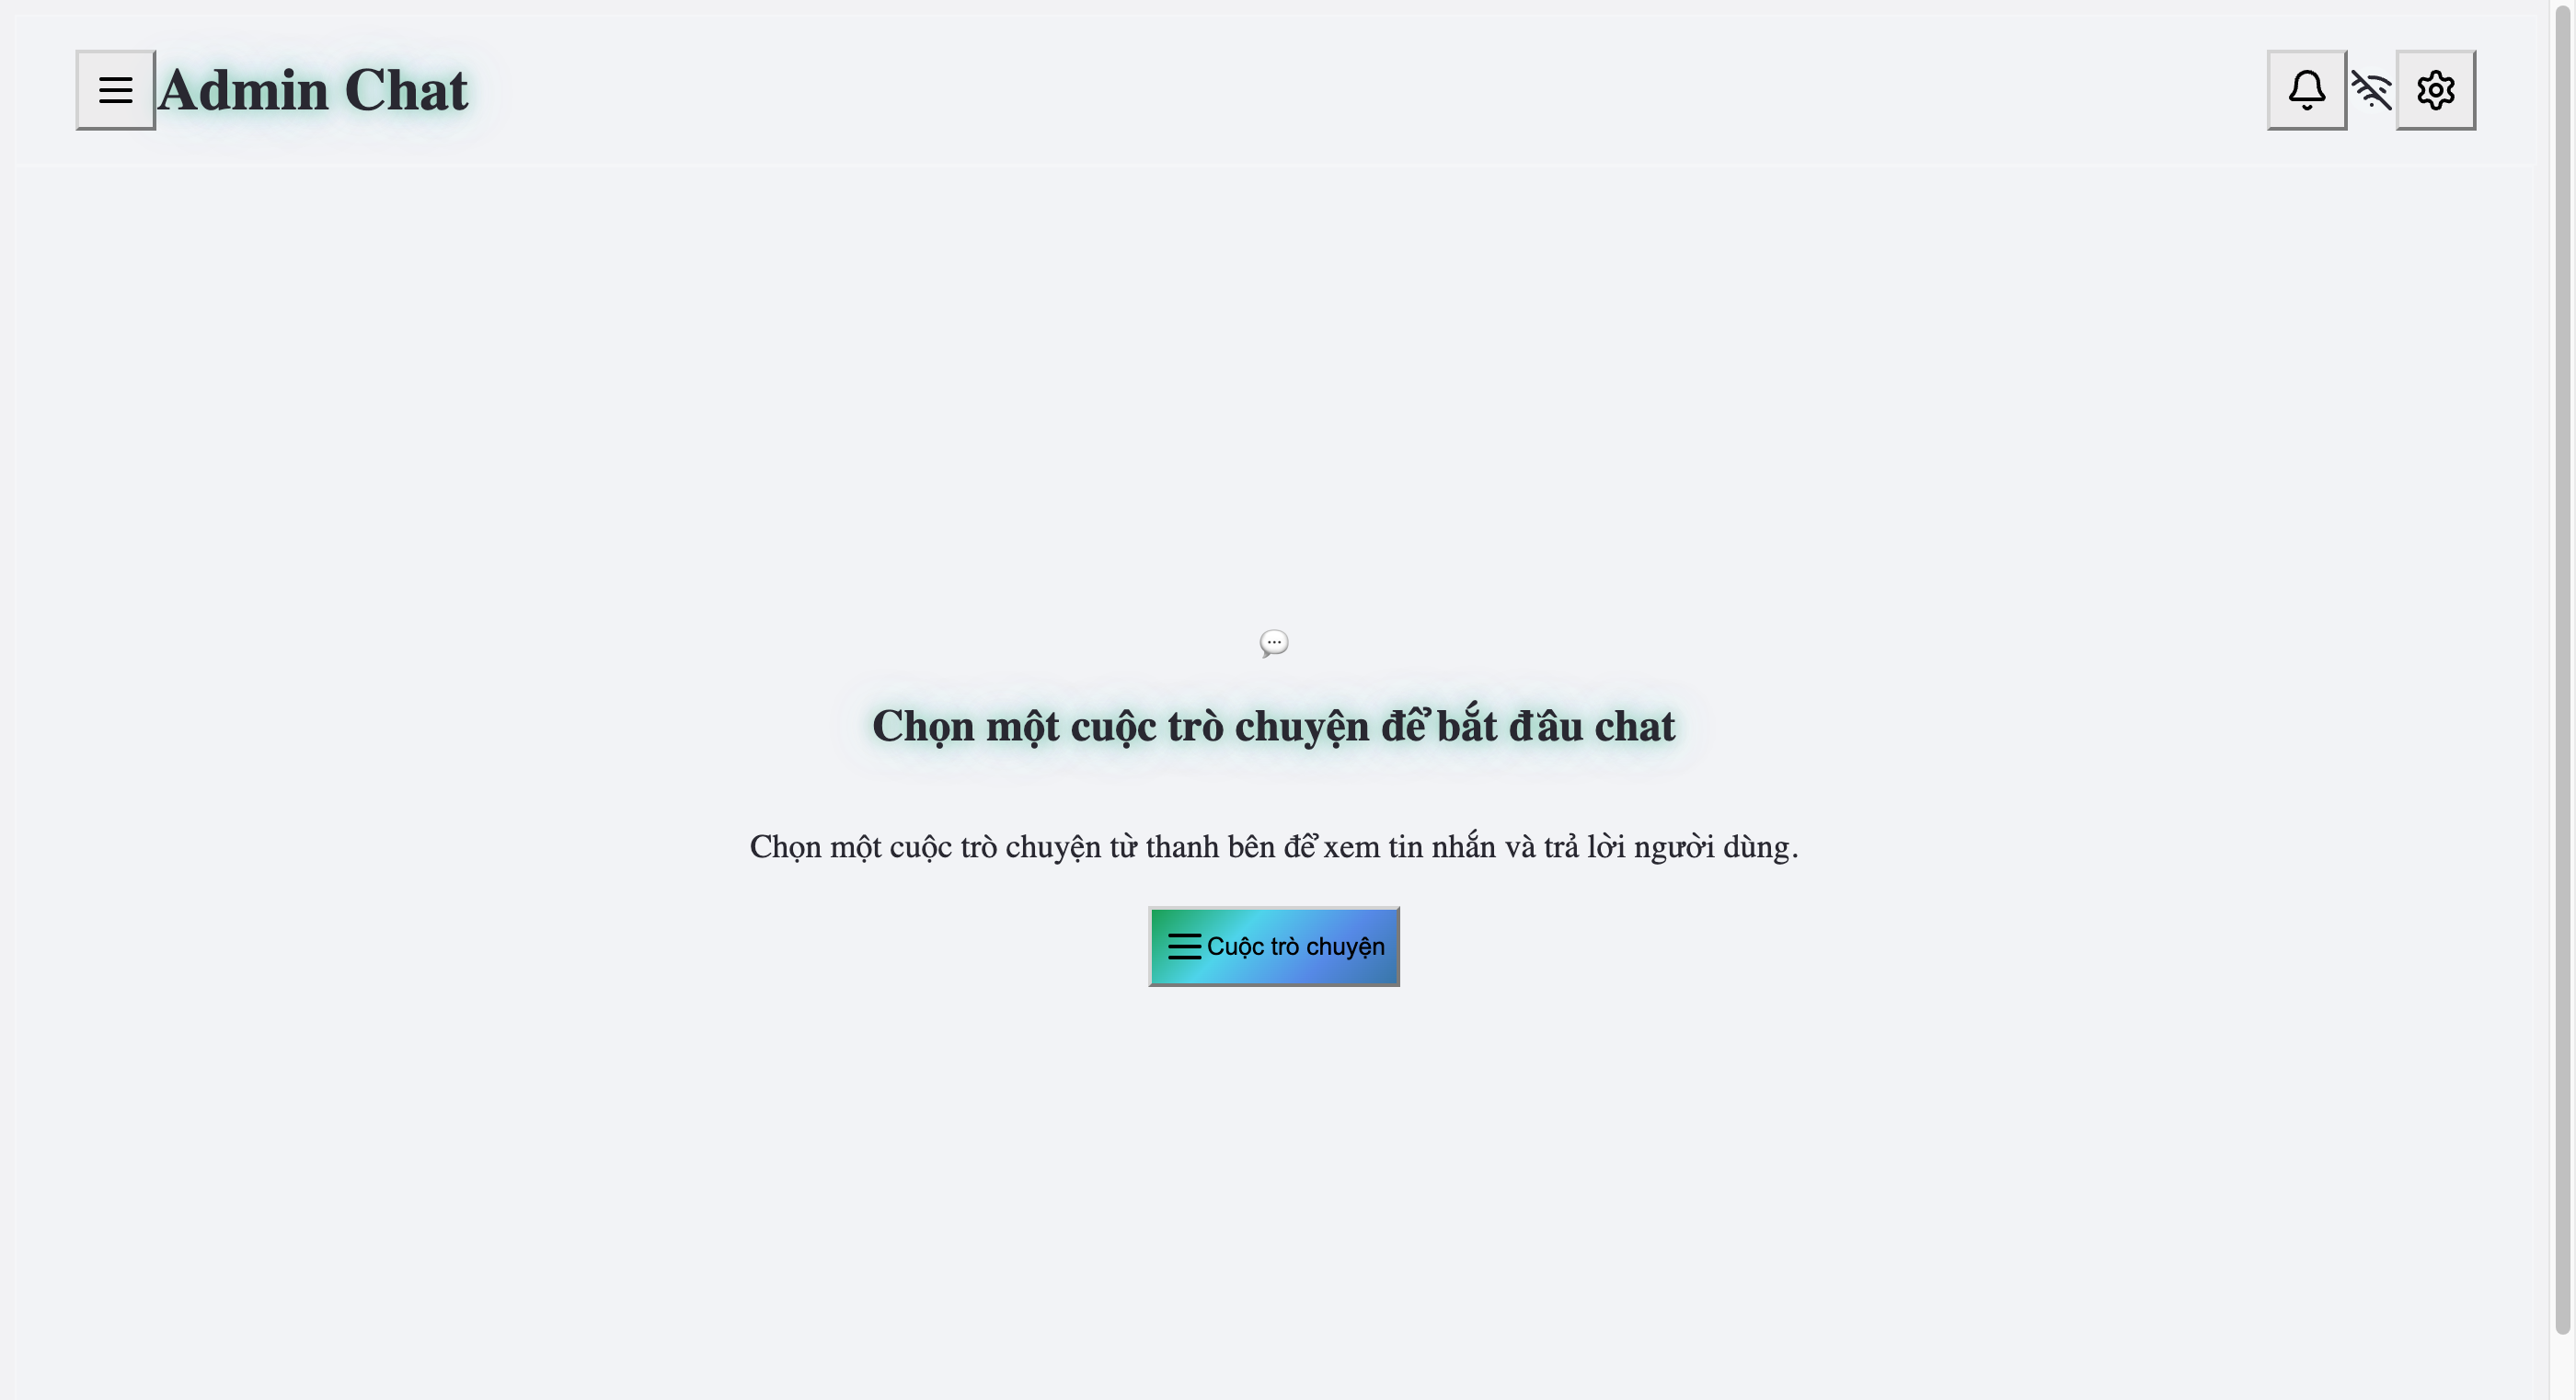 Admin Chat
Chọn một cuộc trò chuyện để bắt đầu chat
Chọn một cuộc trò chuyện từ thanh bên để xem tin nhắn và trả lời người dùng.
Cuộc trò chuyện